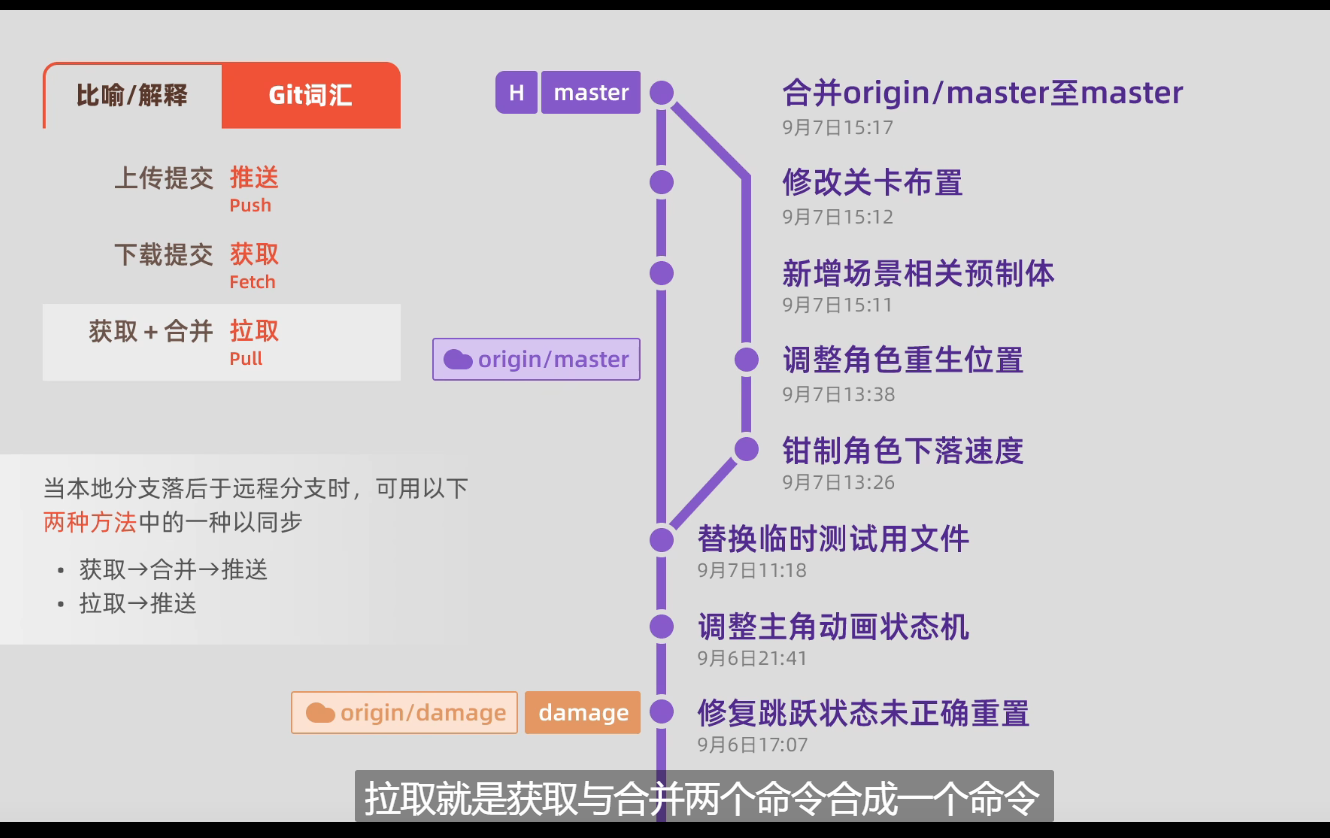 比喻/解释 Git词汇
上传提交 推送
Push
下载提交 获取
Fetch
获取+合并 拉取
Pull
当本地分支落后于远程分支时，可用以下
两种方法中的一种以同步
• 获取→合并→推送
• 拉取→推送
H master
合并origin/master至master
9月7日15:17
修改关卡布置
9月7日15:12
新增场景相关预制体
9月7日15:11
origin/master
调整角色重生位置
9月7日13:38
钳制角色下落速度
9月7日13:26
替换临时测试用文件
9月7日11:18
调整主角动画状态机
9月6日21:41
origin/damage damage
修复跳跃状态未正确重置
9月6日17:07
拉取就是获取与合并两个命令合成一个命令